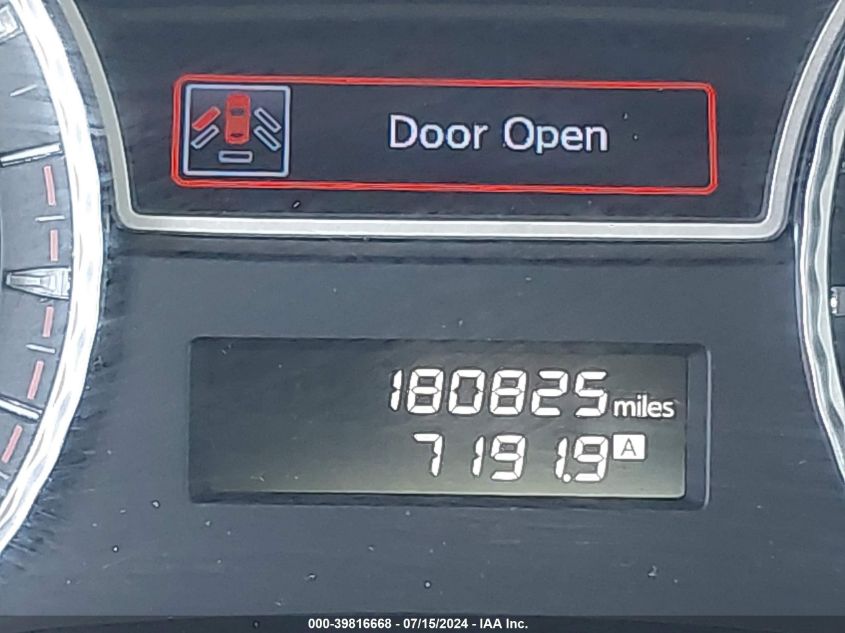 Door Open
180825 miles
7191.9 A
000-39816668 - 07/15/2024 - IAA Inc.